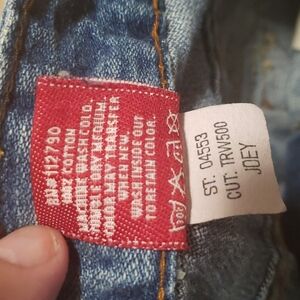 RN# 112790
100% COTTON
MACHINE WASH COLD.
TUMBLE DRY MEDIUM.
COLOR MAY TRANSFER
WHEN NEW.
WASH INSIDE OUT
TO RETAIN COLOR.
ST: 04553
CUT: TRW500
JOEY